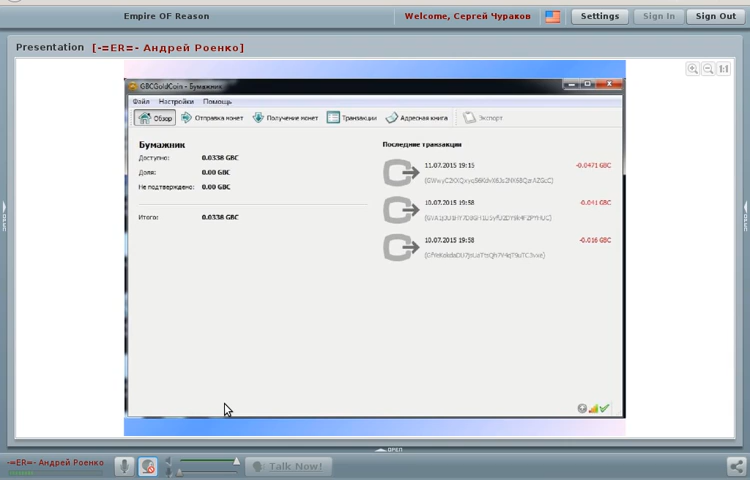 Empire OF Reason
Welcome, Сергей Чураков
Settings
Sign In
Sign Out
Presentation [-=ER=- Андрей Роенко]
1:1
GBCGoldCoin - Бумажник
Файл Настройки Помощь
Обзор Отправка монет Получение монет Транзакции Адресная книга Экспорт
Бумажник
Доступно: 0.0338 GBC
Доля: 0.00 GBC
Не подтверждено: 0.00 GBC
Итого: 0.0338 GBC
Последние транзакции
11.07.2015 19:15 -0.0471 GBC
10.07.2015 19:58 -0.041 GBC
10.07.2015 19:58 -0.016 GBC
OPEN
-=ER=- Андрей Роенко
Talk Now!